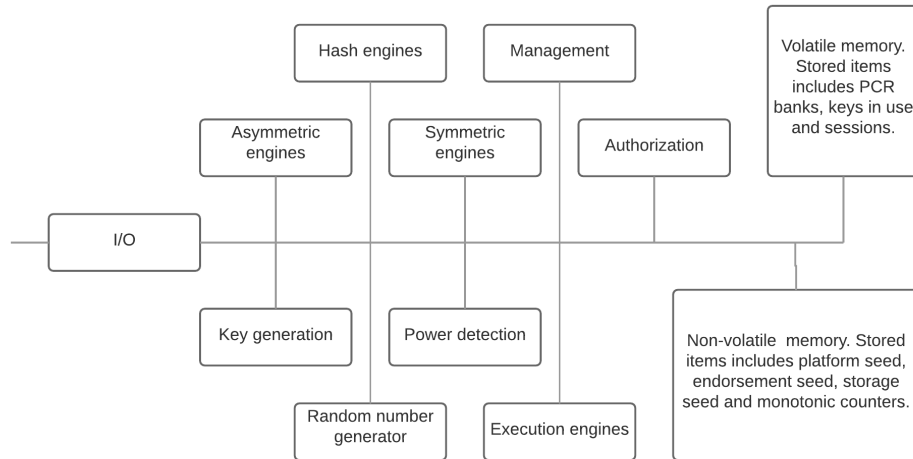 Hash engines
Management
Volatile memory.
Stored items
includes PCR
banks, keys in use
and sessions.
Asymmetric
engines
Symmetric
engines
Authorization
I/O
Key generation
Power detection
Non-volatile  memory. Stored
items includes platform seed,
endorsement seed, storage
seed and monotonic counters.
Random number
generator
Execution engines